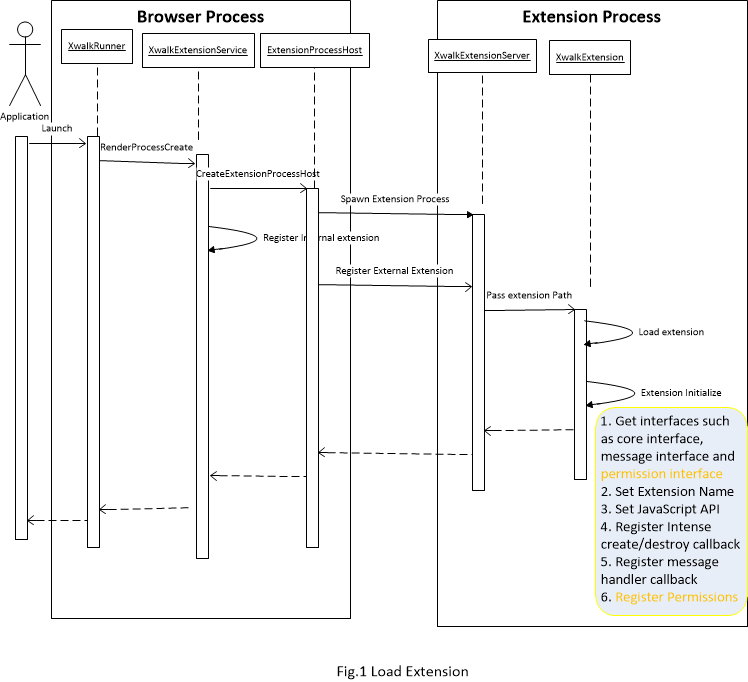 Browser Process
Extension Process
XwalkRunner
XwalkExtensionService
ExtensionProcessHost
XwalkExtensionServer
XwalkExtension
Application
Launch
RenderProcessCreate
CreateExtensionProcessHost
Spawn Extension Process
Register Internal extension
Register External Extension
Pass extension Path
Load extension
Extension Initialize
1. Get interfaces such
as core interface,
message interface and
permission interface
2. Set Extension Name
3. Set JavaScript API
4. Register Intense
create/destroy callback
5. Register message
handler callback
6. Register Permissions
Fig.1 Load Extension